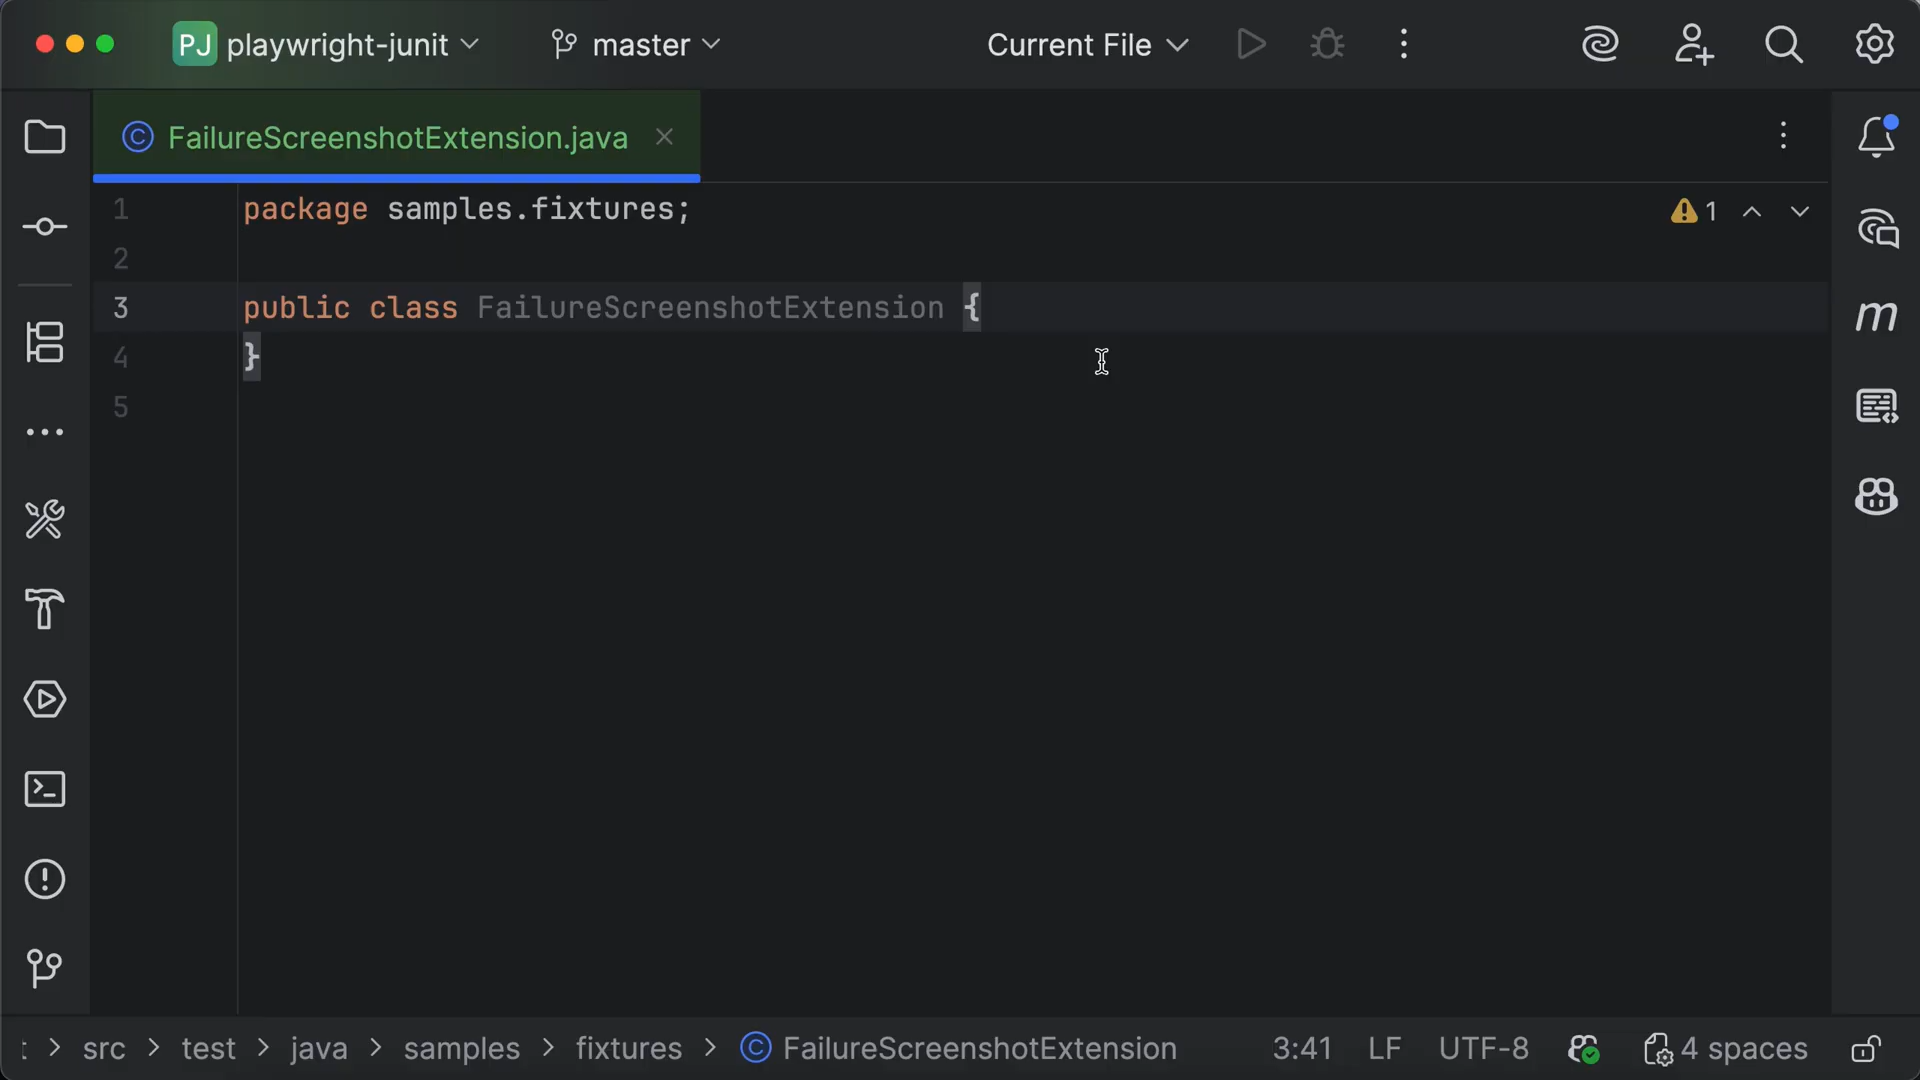 PJ playwright-junit master Current File
FailureScreenshotExtension.java
1 package samples.fixtures; 1
2
3 public class FailureScreenshotExtension {
4 }
5
m
src > test > java > samples > fixtures > FailureScreenshotExtension 3:41 LF UTF-8 4 spaces